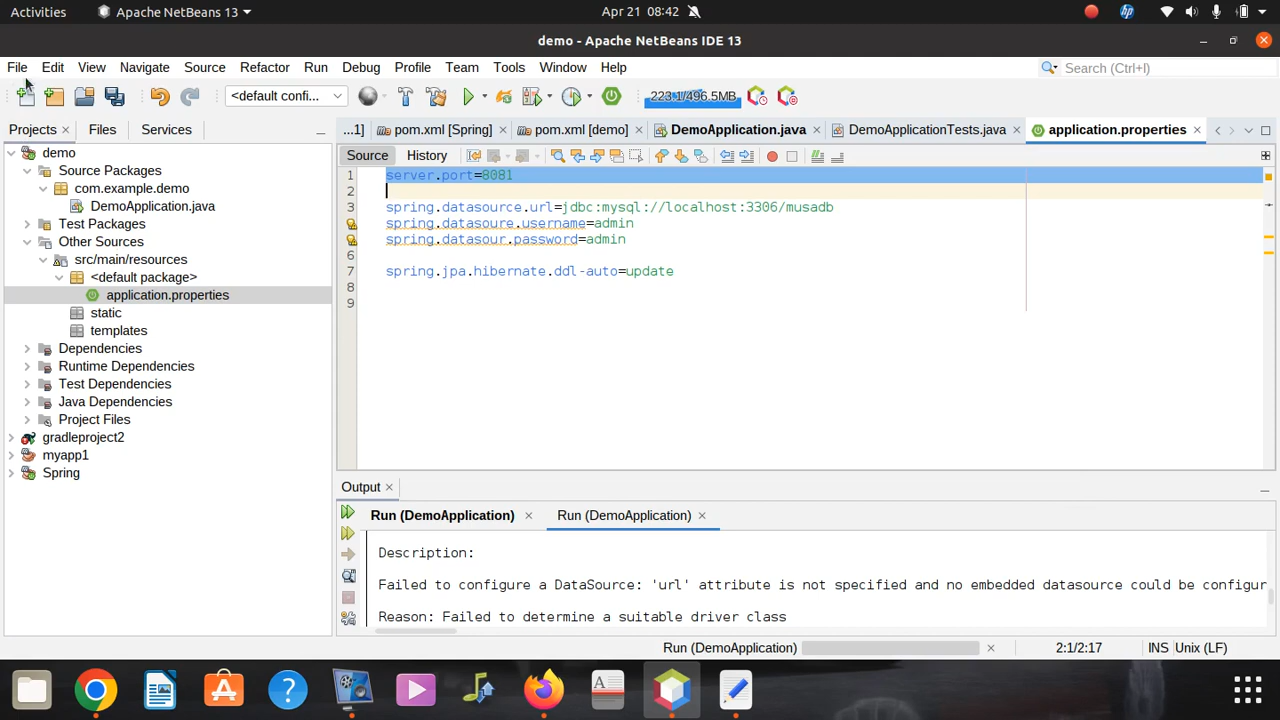 Activities
Apache NetBeans 13
Apr 21 08:42
demo - Apache NetBeans IDE 13
File Edit View Navigate Source Refactor Run Debug Profile Team Tools Window Help
Search (Ctrl+I)
<default confi...
223.1/496.5MB
Projects
Files
Services
...1]
pom.xml [Spring]
pom.xml [demo]
DemoApplication.java
DemoApplicationTests.java
application.properties
Source
History
demo
Source Packages
com.example.demo
DemoApplication.java
Test Packages
Other Sources
src/main/resources
<default package>
application.properties
static
templates
Dependencies
Runtime Dependencies
Test Dependencies
Java Dependencies
Project Files
gradleproject2
myapp1
Spring
1 server.port=8081
2
3 spring.datasource.url=jdbc:mysql://localhost:3306/musadb
spring.datasoure.username=admin
spring.datasour.password=admin
6
7 spring.jpa.hibernate.ddl-auto=update
8
9
Output
Run (DemoApplication)
Run (DemoApplication)
Description:
Failed to configure a DataSource: 'url' attribute is not specified and no embedded datasource could be configur
Reason: Failed to determine a suitable driver class
Run (DemoApplication)
2:1/2:17
INS
Unix (LF)